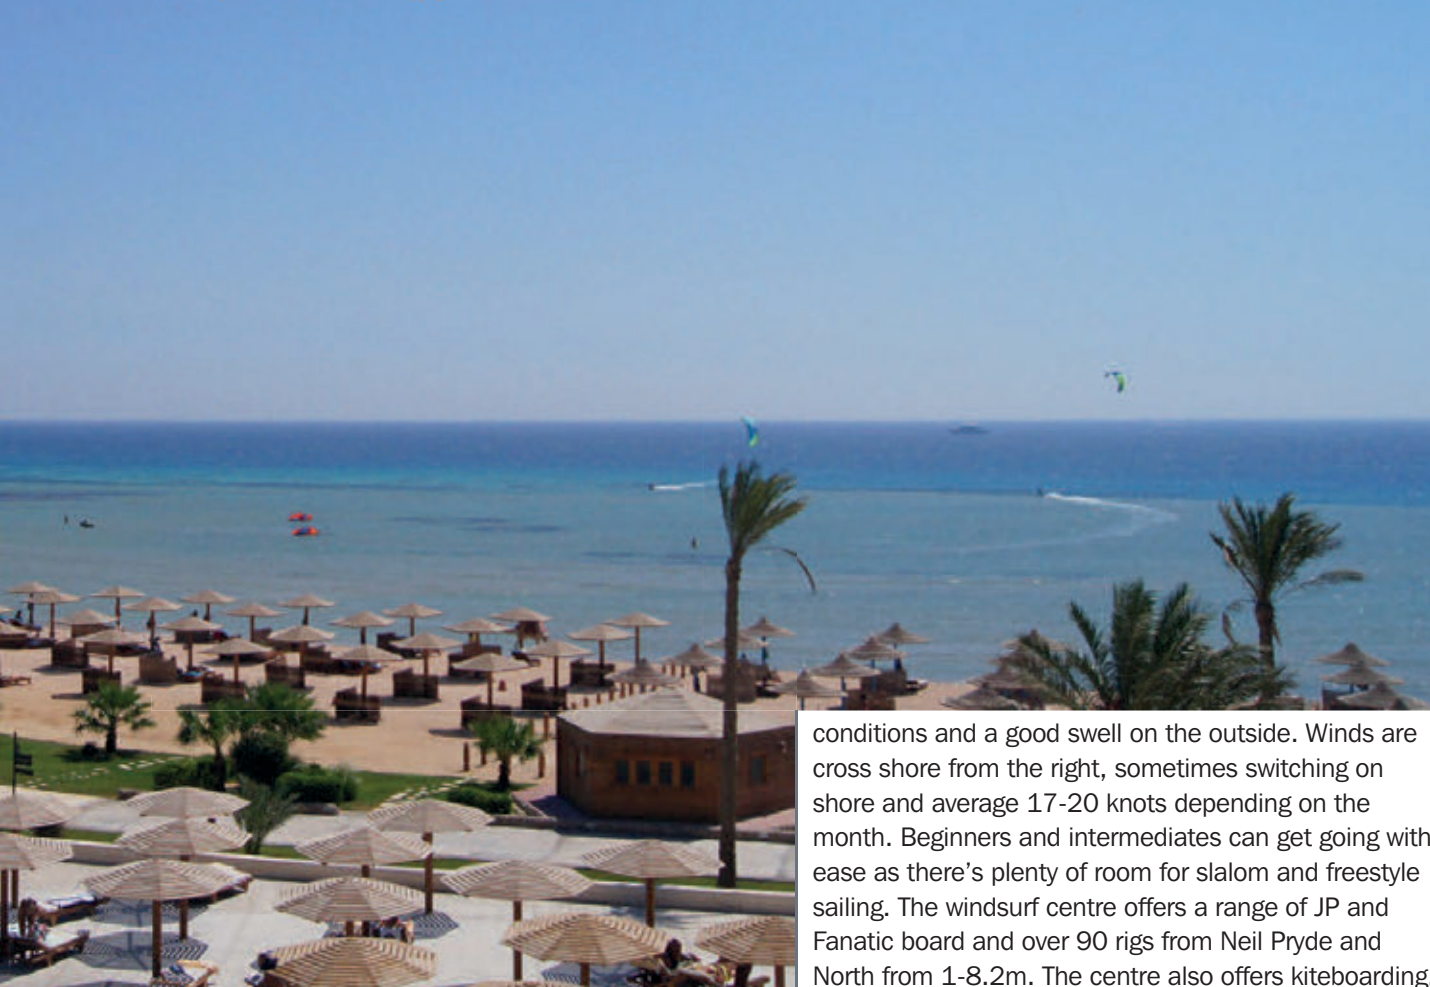 conditions and a good swell on the outside. Winds are
cross shore from the right, sometimes switching on
shore and average 17-20 knots depending on the
month. Beginners and intermediates can get going with
ease as there’s plenty of room for slalom and freestyle
sailing. The windsurf centre offers a range of JP and
Fanatic board and over 90 rigs from Neil Pryde and
North from 1-8.2m. The centre also offers kiteboarding,